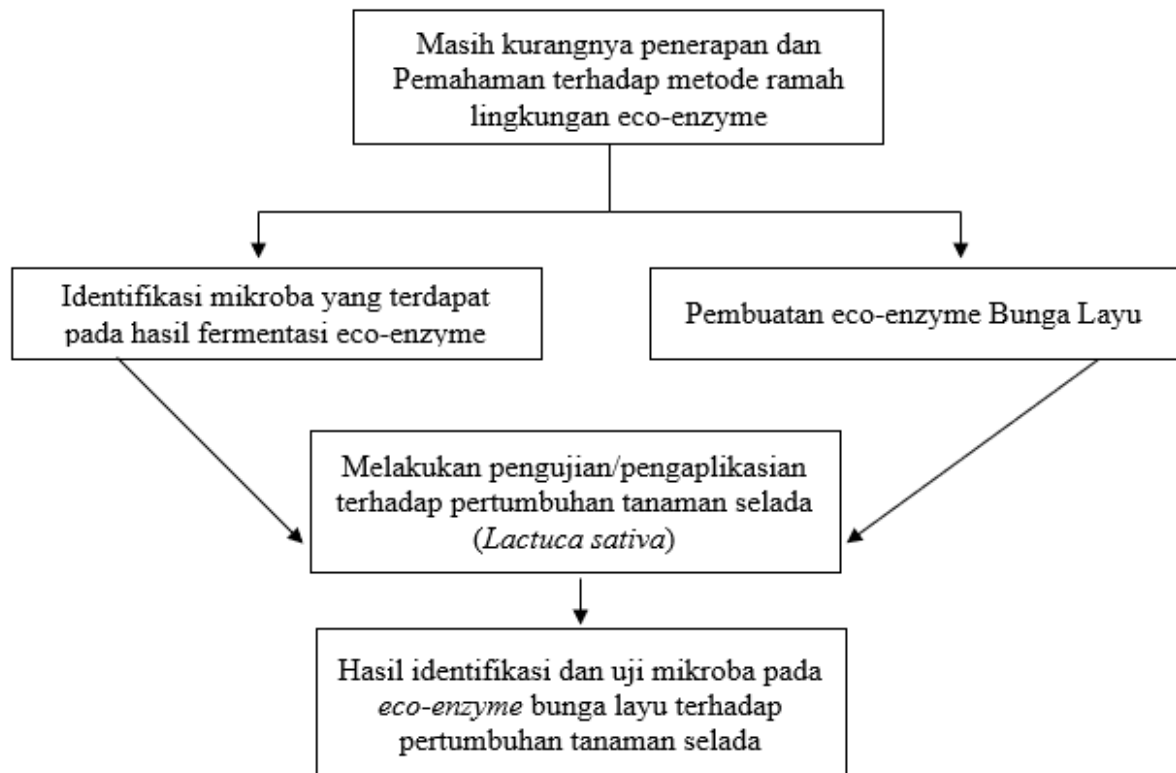 Masih kurangnya penerapan dan
Pemahaman terhadap metode ramah
lingkungan eco-enzyme
Identifikasi mikroba yang terdapat
pada hasil fermentasi eco-enzyme
Pembuatan eco-enzyme Bunga Layu
Melakukan pengujian/pengaplikasian
terhadap pertumbuhan tanaman selada
(Lactuca sativa)
Hasil identifikasi dan uji mikroba pada
eco-enzyme bunga layu terhadap
pertumbuhan tanaman selada